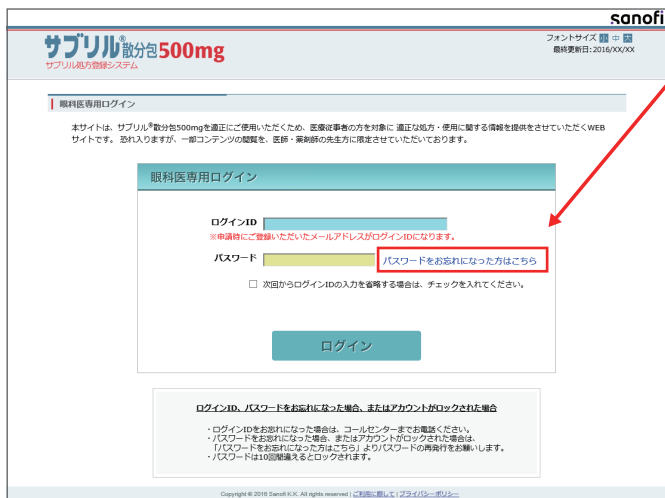 sanofi
サブリル®散分包500mg
サブリル処方登録システム
フォントサイズ 小 中 大
最終更新日:2016/XX/XX
眼科医専用ログイン
本サイトは、サブリル®散分包500mgを適正にご使用いただくため、医療従事者の方を対象に 適正な処方・使用に関する情報を提供をさせていただくWEB
サイトです。 恐れ入りますが、一部コンテンツの閲覧を、医師・薬剤師の先生方に限定させていただいております。
眼科医専用ログイン
ログインID
※申請時にご登録いただいたメールアドレスがログインIDになります。
パスワード パスワードをお忘れになった方はこちら
次回からログインIDの入力を省略する場合は、チェックを入れてください。
ログイン
ログインID、パスワードをお忘れになった場合、またはアカウントがロックされた場合
・ログインIDをお忘れになった場合は、コールセンターまでお電話ください。
・パスワードをお忘れになった場合、またはアカウントがロックされた場合は、
「パスワードをお忘れになった方はこちら」よりパスワードの再発行をお願いします。
・パスワードは10回間違えるとロックされます。
Copyright © 2016 Sanofi K.K. All rights reserved | ご利用に際して | プライバシーポリシー